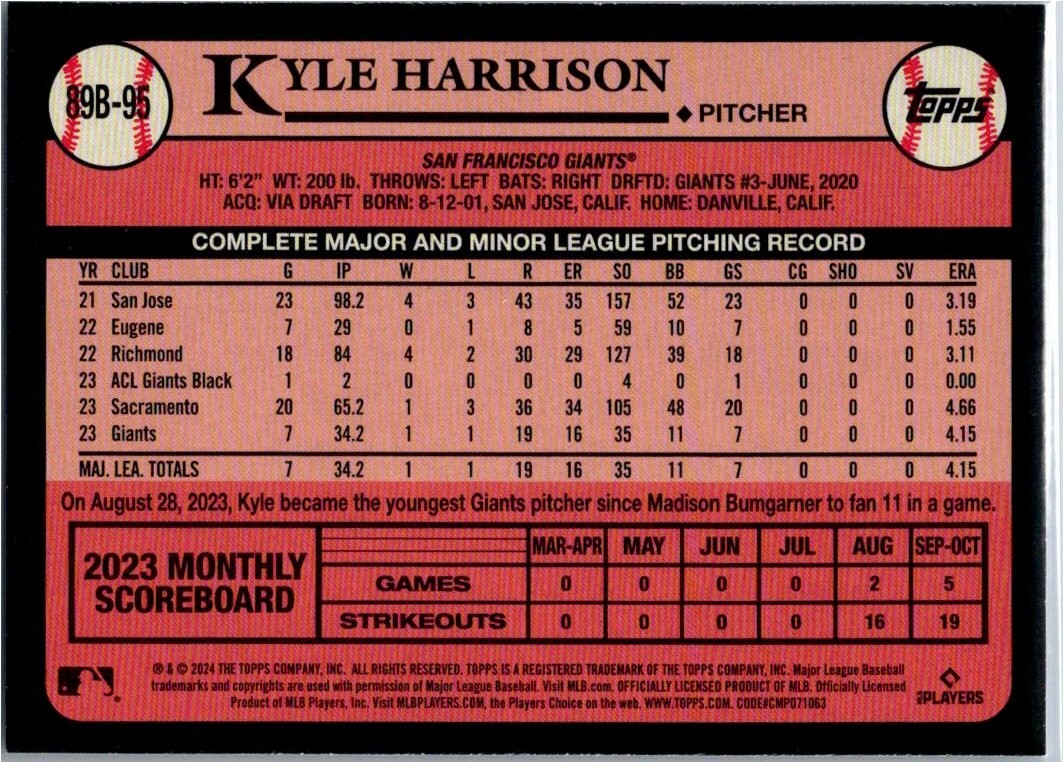 89B-95
KYLE HARRISON
◆ PITCHER
TOPPS
SAN FRANCISCO GIANTS®
HT: 6'2" WT: 200 lb. THROWS: LEFT BATS: RIGHT DRFTD: GIANTS #3-JUNE, 2020
ACQ: VIA DRAFT BORN: 8-12-01, SAN JOSE, CALIF. HOME: DANVILLE, CALIF.
COMPLETE MAJOR AND MINOR LEAGUE PITCHING RECORD
YR CLUB G IP W L R ER SO BB GS CG SHO SV ERA
21 San Jose 23 98.2 4 3 43 35 157 52 23 0 0 0 3.19
22 Eugene 7 29 0 1 8 5 59 10 7 0 0 0 1.55
22 Richmond 18 84 4 2 30 29 127 39 18 0 0 0 3.11
23 ACL Giants Black 1 2 0 0 0 0 4 0 1 0 0 0 0.00
23 Sacramento 20 65.2 1 3 36 34 105 48 20 0 0 0 4.66
23 Giants 7 34.2 1 1 19 16 35 11 7 0 0 0 4.15
MAJ. LEA. TOTALS 7 34.2 1 1 19 16 35 11 7 0 0 0 4.15
On August 28, 2023, Kyle became the youngest Giants pitcher since Madison Bumgarner to fan 11 in a game.
2023 MONTHLY
SCOREBOARD
MAR-APR MAY JUN JUL AUG SEP-OCT
GAMES 0 0 0 0 2 5
STRIKEOUTS 0 0 0 0 16 19
® & © 2024 THE TOPPS COMPANY, INC. ALL RIGHTS RESERVED. TOPPS IS A REGISTERED TRADEMARK OF THE TOPPS COMPANY, INC. Major League Baseball
trademarks and copyrights are used with permission of Major League Baseball. Visit MLB.com. OFFICIALLY LICENSED PRODUCT OF MLB. Officially Licensed
Product of MLB Players, Inc. Visit MLBPLAYERS.COM, the Players Choice on the web. WWW.TOPPS.COM. CODE#CMP071063
MLB PLAYERS